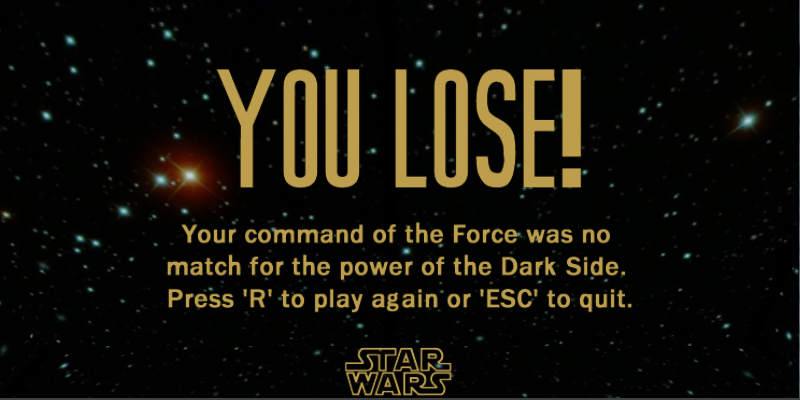 YOU LOSE!
Your command of the Force was no
match for the power of the Dark Side.
Press 'R' to play again or 'ESC' to quit.
STAR
WARS